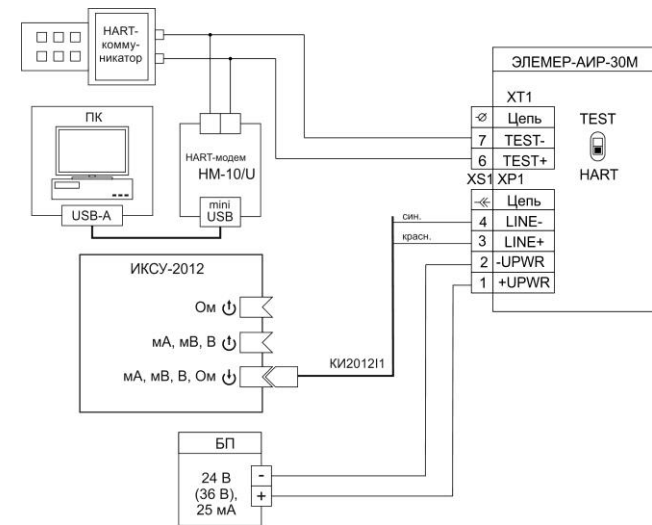 HART-
комму-
никатор
ПК
USB-A
HART-модем
HM-10/U
mini
USB
ЭЛЕМЕР-АИР-30М
XT1
Цепь
7 TEST-
6 TEST+
TEST
HART
XS1 XP1
Цепь
4 LINE-
3 LINE+
2 -UPWR
1 +UPWR
син.
красн.
ИКСУ-2012
Ом
мА, мВ, В
мА, мВ, В, Ом
КИ2012I1
БП
24 В
(36 В),
25 мА
-
+